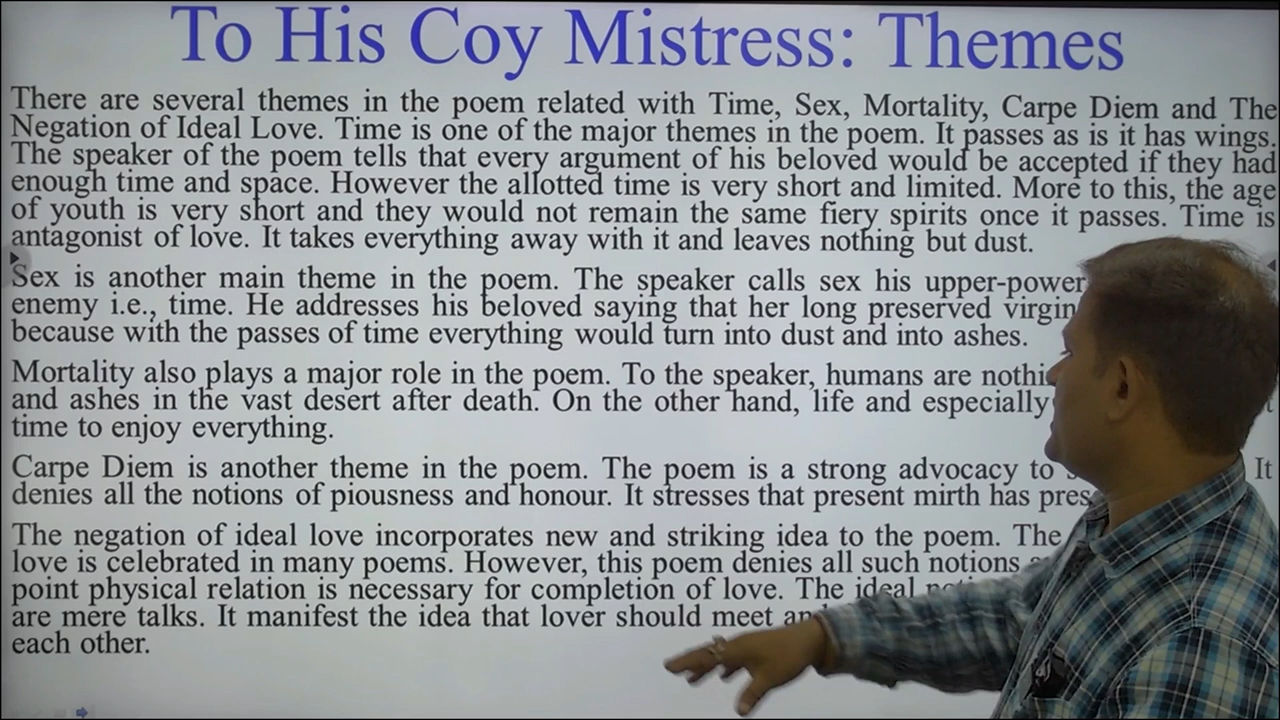 To His Coy Mistress: Themes
There are several themes in the poem related with Time, Sex, Mortality, Carpe Diem and The
Negation of Ideal Love. Time is one of the major themes in the poem. It passes as is it has wings.
The speaker of the poem tells that every argument of his beloved would be accepted if they had
enough time and space. However the allotted time is very short and limited. More to this, the age
of youth is very short and they would not remain the same fiery spirits once it passes. Time is
antagonist of love. It takes everything away with it and leaves nothing but dust.
Sex is another main theme in the poem. The speaker calls sex his upper-power
enemy i.e., time. He addresses his beloved saying that her long preserved
because with the passes of time everything would turn into dust and into ashes.
Mortality also plays a major role in the poem. To the speaker, humans are
and ashes in the vast desert after death. On the other hand, life and especially
time to enjoy everything.
Carpe Diem is another theme in the poem. The poem is a strong advocacy to It
denies all the notions of piousness and honour. It stresses that present mirth has
The negation of ideal love incorporates new and striking idea to the poem. The
love is celebrated in many poems. However, this poem denies all such notions
point physical relation is necessary for completion of love. The ideal
are mere talks. It manifest the idea that lover should meet
each other.